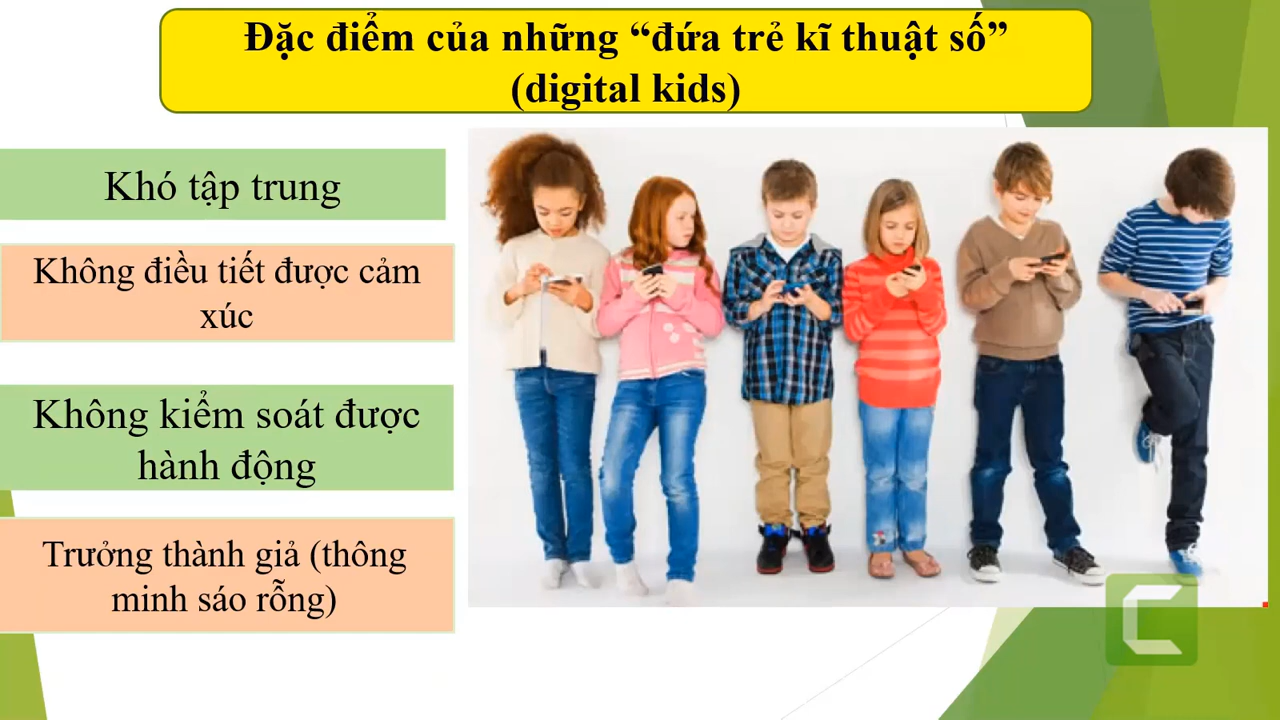 Đặc điểm của những “đứa trẻ kĩ thuật số”
(digital kids)
Khó tập trung
Không điều tiết được cảm
xúc
Không kiểm soát được
hành động
Trưởng thành giả (thông
minh sáo rỗng)